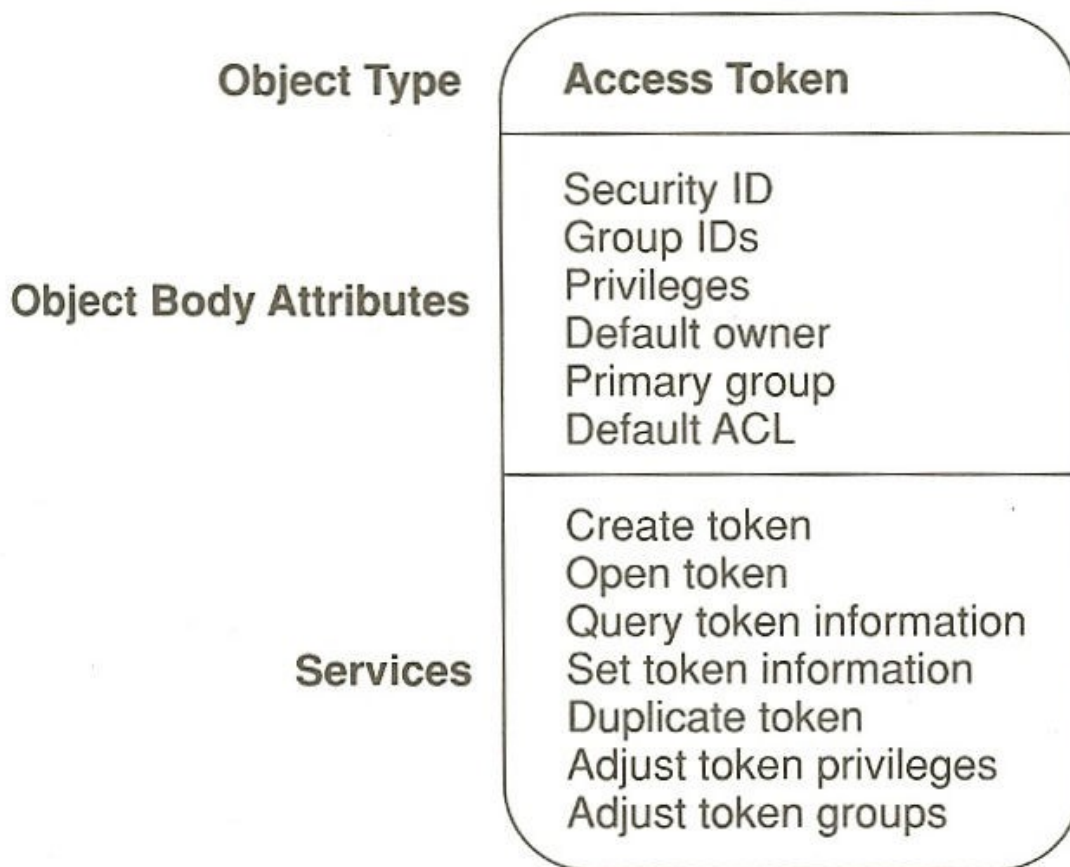 Object Type
Access Token
Object Body Attributes
Security ID
Group IDs
Privileges
Default owner
Primary group
Default ACL
Services
Create token
Open token
Query token information
Set token information
Duplicate token
Adjust token privileges
Adjust token groups